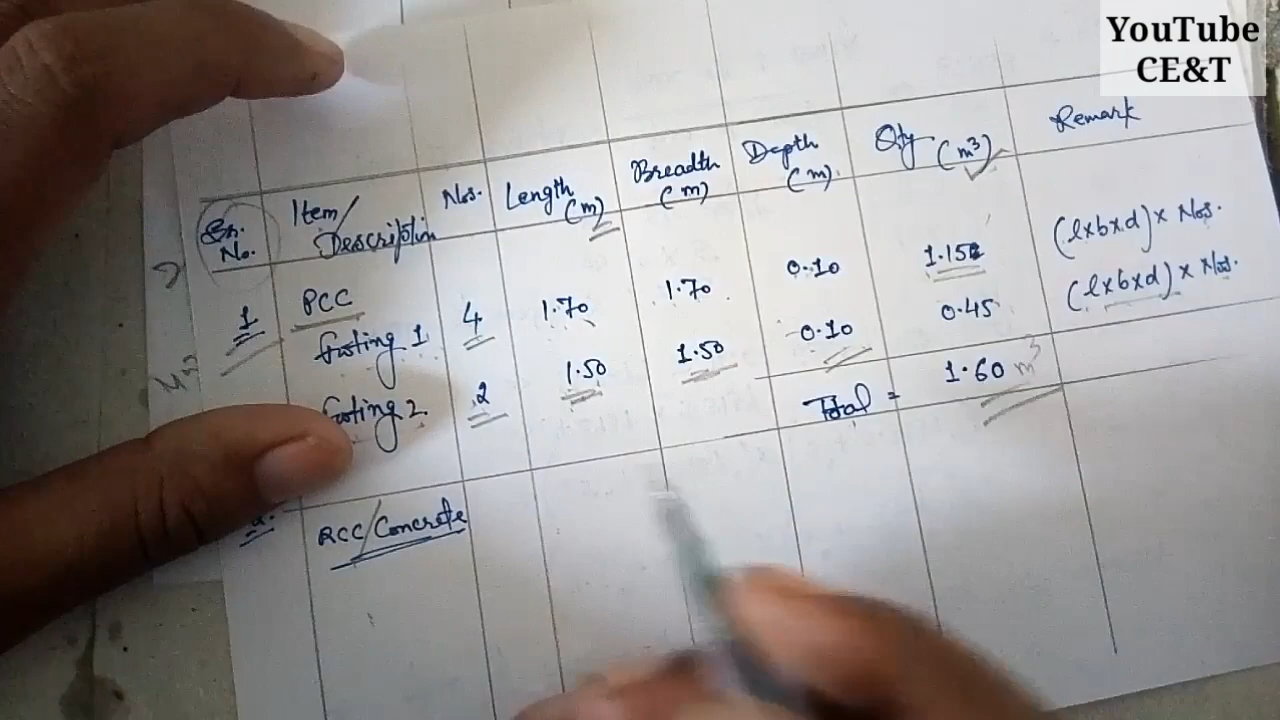 YouTube
CE&T
Sr. No. Item/Description Nos. Length (m) Breadth (m) Depth (m) Qty (m³) Remark
1 PCC
Footing 1 4 1.70 1.70 0.10 1.15 (l×b×d) × Nos.
Footing 2 2 1.50 1.50 0.10 0.45 (l×b×d) × Nos.
Total = 1.60 m³
2. RCC/Concrete